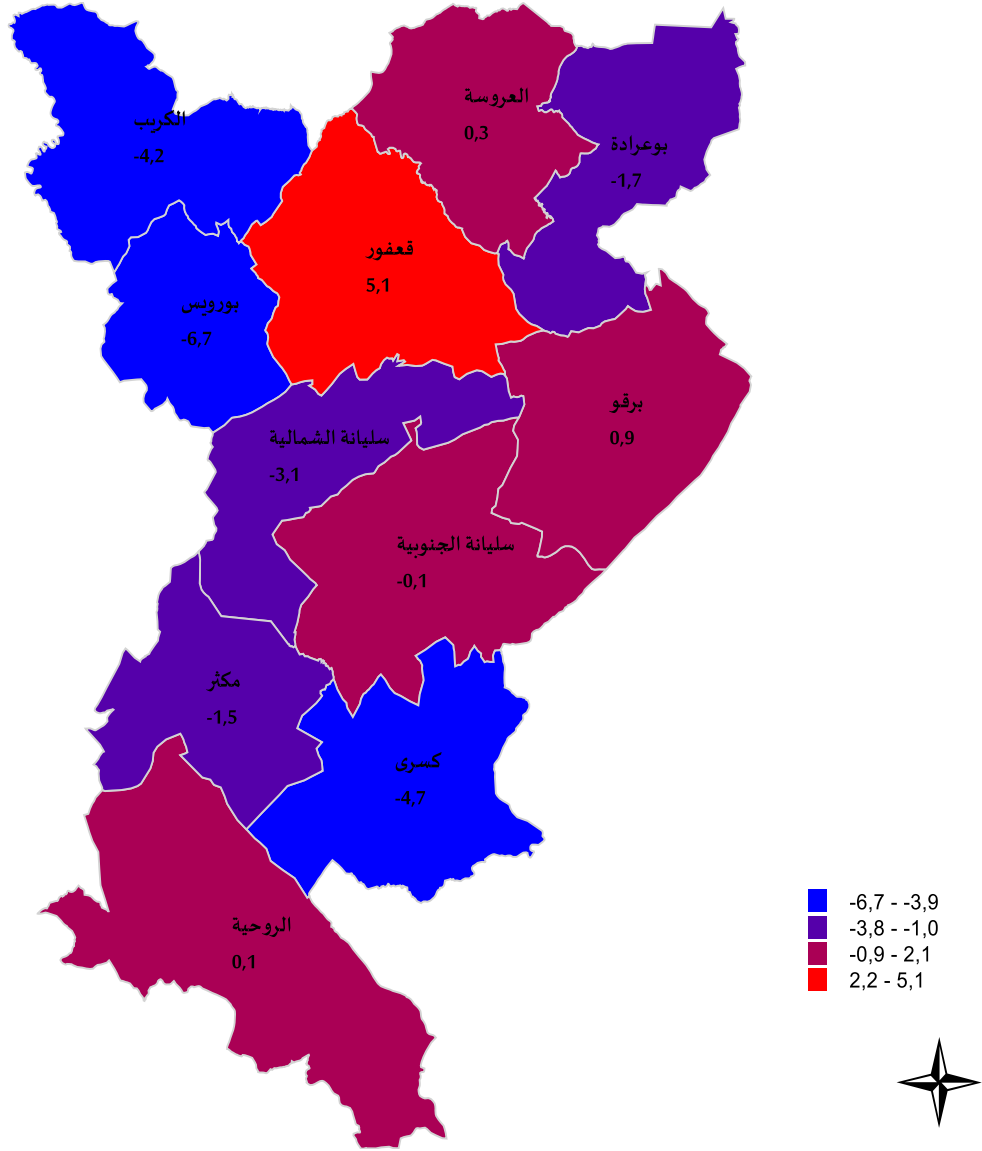 العروسة
0,3
الكريب
-4,2
بوعرادة
-1,7
قعفور
5,1
بورويس
-6,7
برقو
0,9
سليانة الشمالية
-3,1
سليانة الجنوبية
-0,1
مكثر
-1,5
كسرى
-4,7
الروحية
0,1
-6,7 - -3,9
-3,8 - -1,0
-0,9 - 2,1
2,2 - 5,1